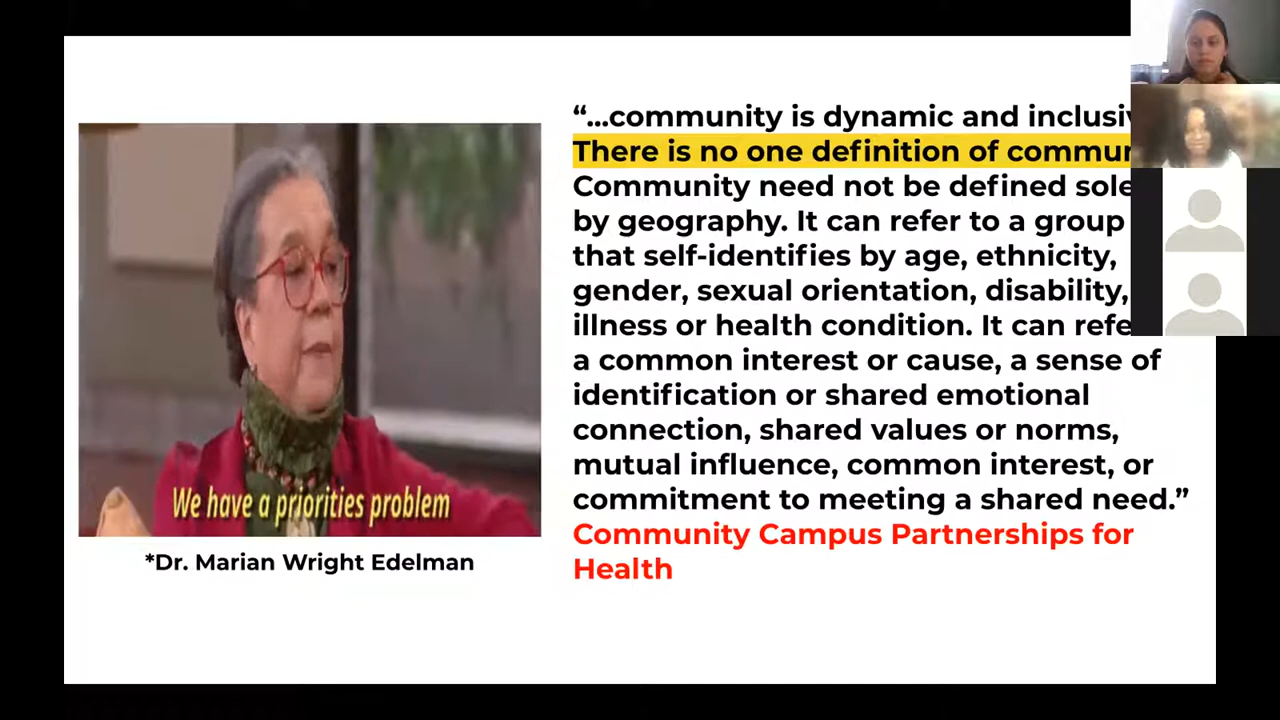 We have a priorities problem
*Dr. Marian Wright Edelman
“...community is dynamic and
There is no one definition of
Community need not be defined
by geography. It can refer to a group
that self-identifies by age, ethnicity,
gender, sexual orientation, disability,
illness or health condition. It can
a common interest or cause, a sense of
identification or shared emotional
connection, shared values or norms,
mutual influence, common interest, or
commitment to meeting a shared need.”
Community Campus Partnerships for
Health